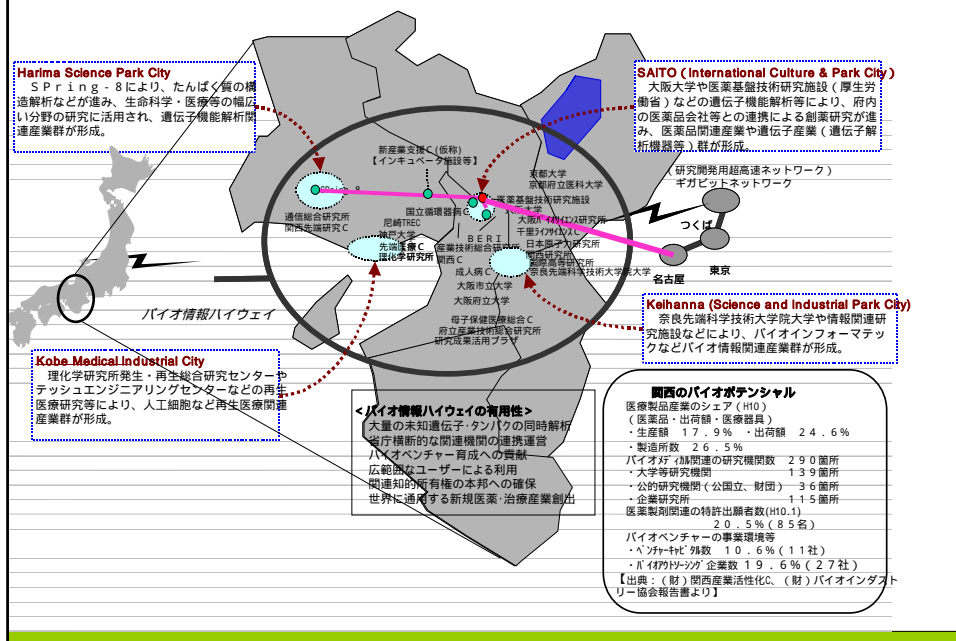 Harima Science Park City
ＳＰｒｉｎｇ‐８により、たんぱく質の構
造解析などが進み、生命科学・医療等の幅広
い分野の研究に活用され、遺伝子機能解析関
連産業群が形成。
SAITO ( International Culture & Park City )
大阪大学や医薬基盤技術研究施設（厚生労
働省）などの遺伝子機能解析等により、府内
の医薬品会社等との連携による創薬研究が進
み、医薬品関連産業や遺伝子産業（遺伝子解
析機器等）群が形成。
新産業支援Ｃ(仮称)
【インキュベータ施設等】
京都大学
京都府立医科大学
（研究開発用超高速ネットワーク）
ギガビットネットワーク
ＳＰｒｉｎｇ‐８
医薬基盤技術研究施設
国立循環器病Ｃ
大阪ﾊﾞｲｵｻｲｴﾝｽ研究所
通信総合研究所
関西先端研究Ｃ
尼崎TREC
千里ﾗｲﾌｻｲｴﾝｽＣ
つくば
神戸大学
ＢＥＲＩ
日本原子力研究所
先端医療Ｃ
産業技術総合研究所
関西研究所
理化学研究所
関西Ｃ
国際高等研究所
東京
名古屋
成人病Ｃ
奈良先端科学技術大学院大学
大阪市立大学
大阪府立大学
バイオ情報ハイウェイ
母子保健医療総合Ｃ
府立産業技術総合研究所
研究成果活用プラザ
Keihanna (Science and Industrial Park City)
奈良先端科学技術大学院大学や情報関連研
究施設などにより、バイオインフォーマテッ
クなどバイオ情報関連産業群が形成。
Kobe Medical Industrial City
理化学研究所発生・再生総合研究センターや
テッシュエンジニアリングセンターなどの再生
医療研究等により、人工細胞など再生医療関連
産業群が形成。
＜バイオ情報ハイウェイの有用性＞
大量の未知遺伝子･タンパクの同時解析
省庁横断的な関連機関の連携運営
バイオベンチャー育成への貢献
広範囲なユーザーによる利用
関連知的所有権の本邦への確保
世界に通用する新規医薬･治療産業創出
関西のバイオポテンシャル
医療製品産業のシェア(H10)
（医薬品・出荷額・医療器具）
・生産額　１７.９％　・出荷額　２４.６％
・製造所数　２６.５％
バイオﾒﾃﾞｨｶﾙ関連の研究機関数　２９０箇所
・大学等研究機関　１３９箇所
・公的研究機関（公国立、財団）　３６箇所
・企業研究所　１１５箇所
医薬製剤関連の特許出願者数(H10.1)
２０.５％(８５名)
バイオベンチャーの事業環境等
・ﾍﾞﾝﾁｬｰｷｬﾋﾟﾀﾙ数　１０.６％(１１社)
・ﾊﾞｲｵｱｳﾄｿｰｼﾝｸﾞ企業数　１９.６％(２７社)
【出典：（財）関西産業活性化C、（財）バイオインダスト
リー協会報告書より】